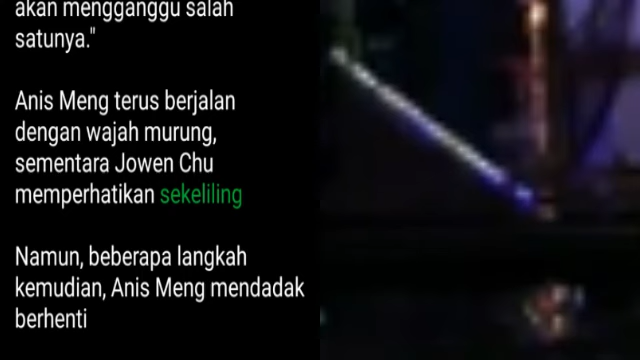 akan mengganggu salah
satunya."
Anis Meng terus berjalan
dengan wajah murung,
sementara Jowen Chu
memperhatikan sekeliling
Namun, beberapa langkah
kemudian, Anis Meng mendadak
berhenti